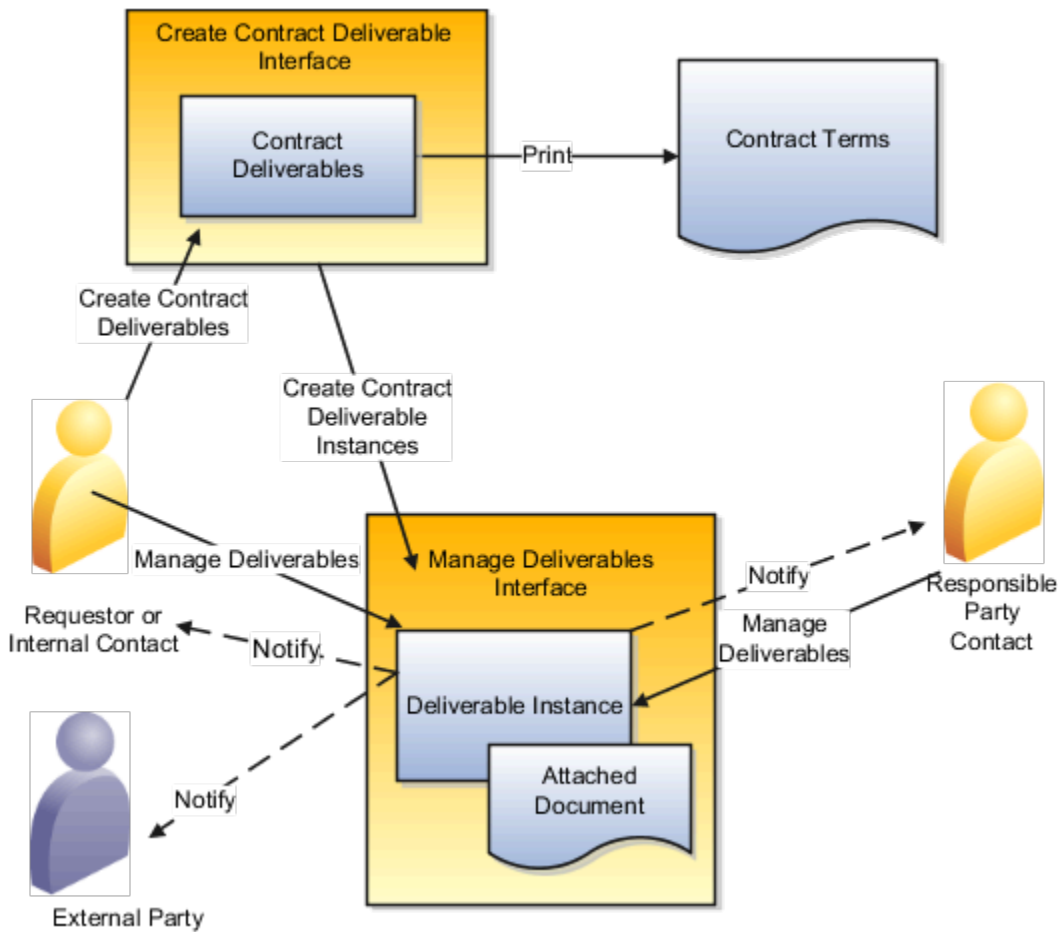 Create Contract Deliverable
Interface
Contract
Deliverables
Print
Contract Terms
Create Contract
Deliverables
Create Contract
Deliverable
Instances
Manage Deliverables
Manage Deliverables
Interface
Notify
Responsible
Party
Contact
Requestor or
Internal Contact
Notify.
Manage
Deliverables
Deliverable Instance
Attached
Document
Notify
External Party